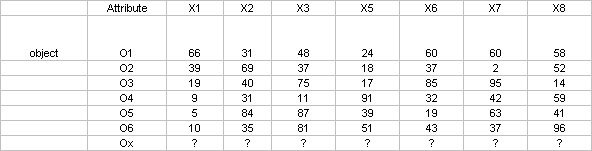 Attribute X1 X2 X3 X5 X6 X7 X8
object O1 66 31 48 24 60 60 58
O2 39 69 37 18 37 2 52
O3 19 40 75 17 85 95 14
O4 9 31 11 91 32 42 59
O5 5 84 87 39 19 63 41
O6 10 35 81 51 43 37 96
Ox ? ? ? ? ? ? ?